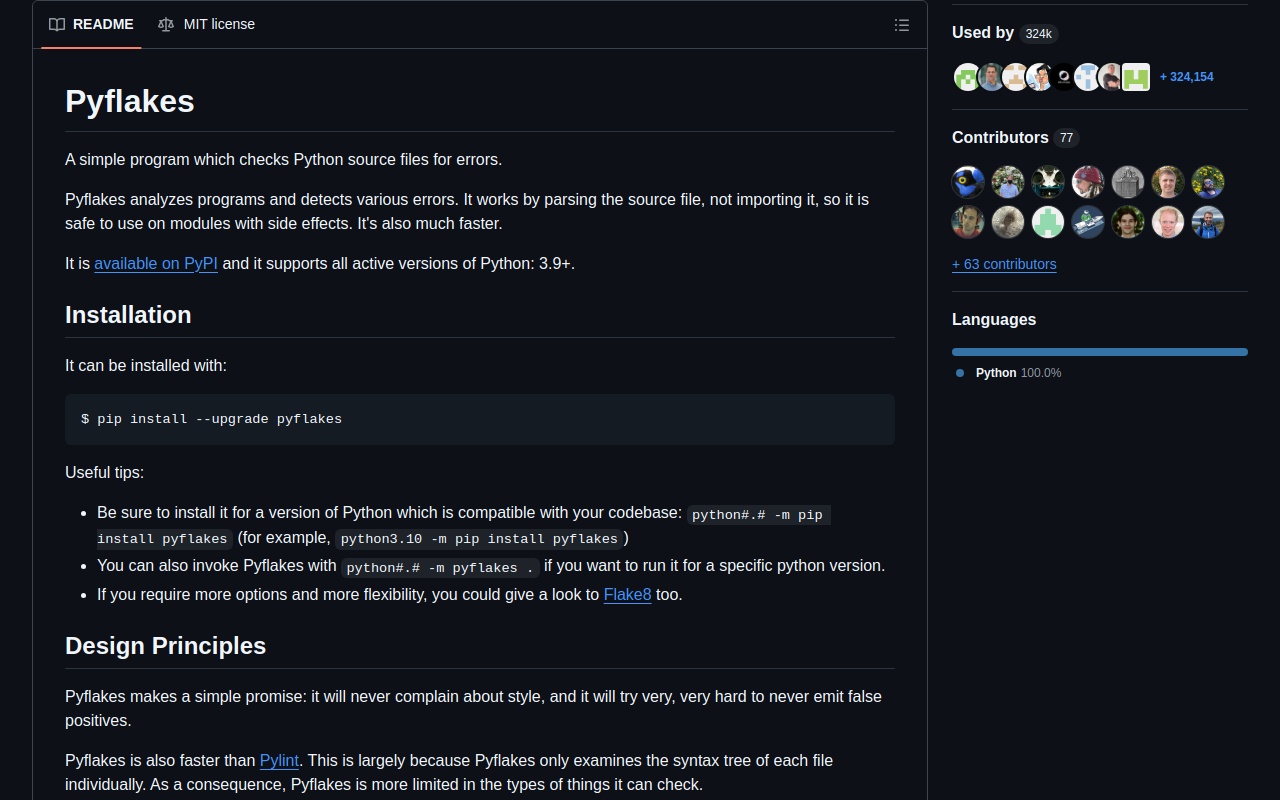 README
MIT license
Pyflakes
A simple program which checks Python source files for errors.
Pyflakes analyzes programs and detects various errors. It works by parsing the source file, not importing it, so it is
safe to use on modules with side effects. It's also much faster.
It is available on PyPI and it supports all active versions of Python: 3.9+.
Installation
It can be installed with:
$ pip install --upgrade pyflakes
Useful tips:
• Be sure to install it for a version of Python which is compatible with your codebase: python#.# -m pip
install pyflakes (for example, python3.10 -m pip install pyflakes)
• You can also invoke Pyflakes with python#.# -m pyflakes . if you want to run it for a specific python version.
• If you require more options and more flexibility, you could give a look to Flake8 too.
Design Principles
Pyflakes makes a simple promise: it will never complain about style, and it will try very, very hard to never emit false
positives.
Pyflakes is also faster than Pylint. This is largely because Pyflakes only examines the syntax tree of each file
individually. As a consequence, Pyflakes is more limited in the types of things it can check.
Used by 324k
+ 324,154
Contributors 77
+ 63 contributors
Languages
Python 100.0%